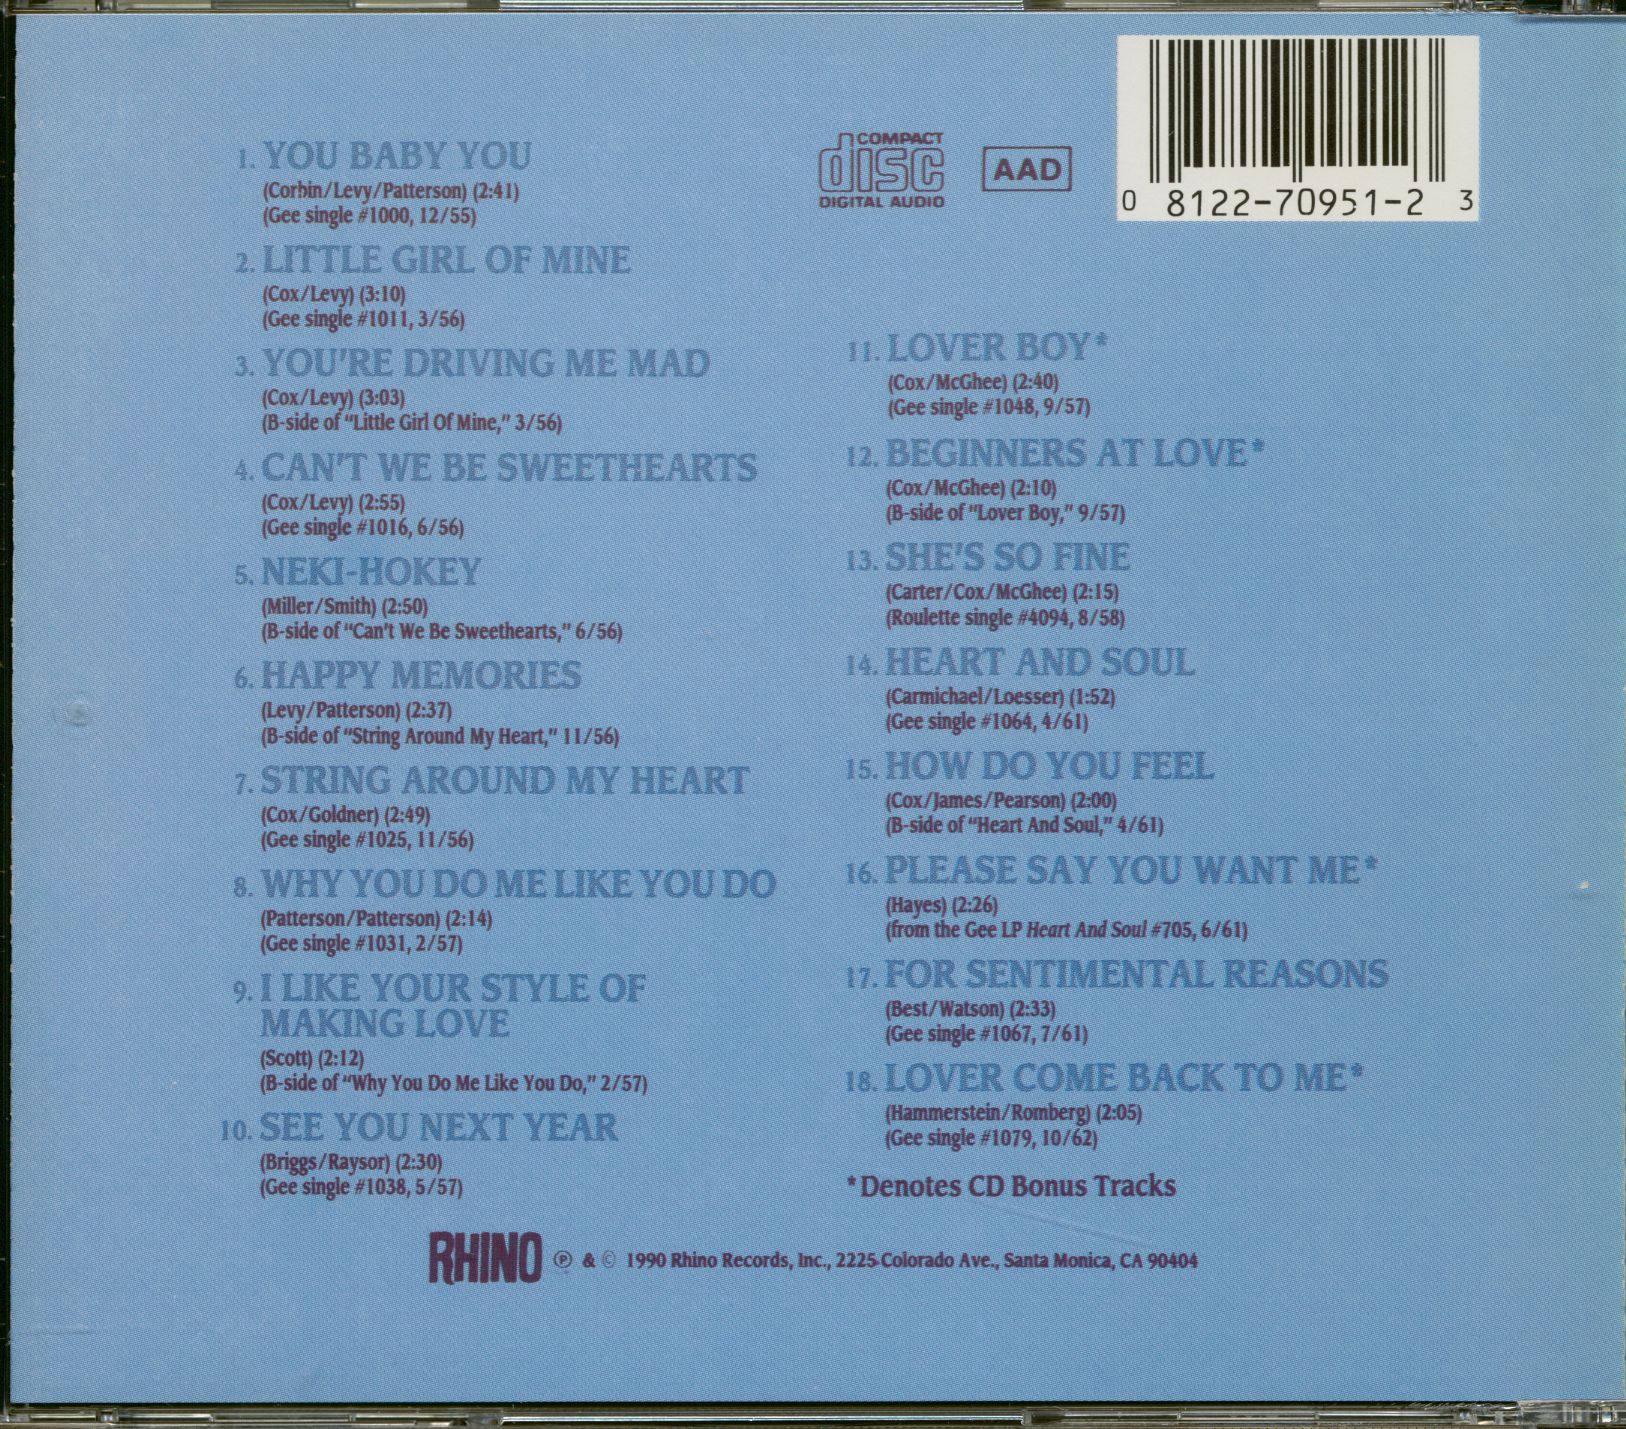 1. YOU BABY YOU
(Corbin/Levy/Patterson) (2:41)
(Gee single #1000, 12/55)
2. LITTLE GIRL OF MINE
(Cox/Levy) (3:10)
(Gee single #1011, 3/56)
3. YOU'RE DRIVING ME MAD
(Cox/Levy) (3:03)
(B-side of "Little Girl Of Mine," 3/56)
4. CAN'T WE BE SWEETHEARTS
(Cox/Levy) (2:55)
(Gee single #1016, 6/56)
5. NEKI-HOKEY
(Miller/Smith) (2:50)
(B-side of "Can't We Be Sweethearts," 6/56)
6. HAPPY MEMORIES
(Levy/Patterson) (2:37)
(B-side of "String Around My Heart," 11/56)
7. STRING AROUND MY HEART
(Cox/Goldner) (2:49)
(Gee single #1025, 11/56)
8. WHY YOU DO ME LIKE YOU DO
(Patterson/Patterson) (2:14)
(Gee single #1031, 2/57)
9. I LIKE YOUR STYLE OF
MAKING LOVE
(Scott) (2:12)
(B-side of "Why You Do Me Like You Do," 2/57)
10. SEE YOU NEXT YEAR
(Briggs/Raysor) (2:30)
(Gee single #1038, 5/57)
COMPACT
disc
DIGITAL AUDIO
AAD
0 8122-70951-2 3
11. LOVER BOY*
(Cox/McGhee) (2:40)
(Gee single #1048, 9/57)
12. BEGINNERS AT LOVE*
(Cox/McGhee) (2:10)
(B-side of "Lover Boy," 9/57)
13. SHE'S SO FINE
(Carter/Cox/McGhee) (2:15)
(Roulette single #4094, 8/58)
14. HEART AND SOUL
(Carmichael/Loesser) (1:52)
(Gee single #1064, 4/61)
15. HOW DO YOU FEEL
(Cox/James/Pearson) (2:00)
(B-side of "Heart And Soul," 4/61)
16. PLEASE SAY YOU WANT ME*
(Hayes) (2:26)
(from the Gee LP Heart And Soul #705, 6/61)
17. FOR SENTIMENTAL REASONS
(Best/Watson) (2:33)
(Gee single #1067, 7/61)
18. LOVER COME BACK TO ME*
(Hammerstein/Romberg) (2:05)
(Gee single #1079, 10/62)
*Denotes CD Bonus Tracks
RHINO ℗ & © 1990 Rhino Records, Inc., 2225 Colorado Ave., Santa Monica, CA 90404